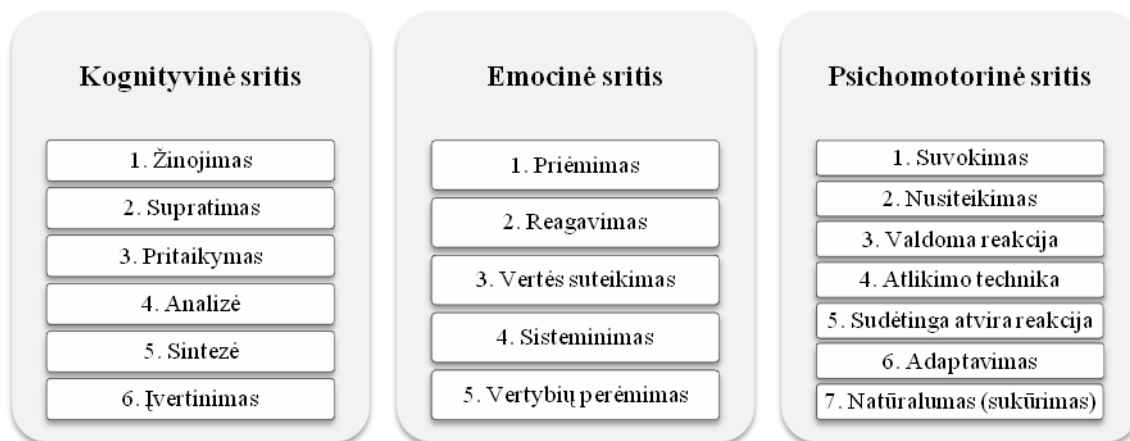 Kognityvinė sritis
1. Žinojimas
2. Supratimas
3. Pritaikymas
4. Analizė
5. Sintezė
6. Įvertinimas
Emocinė sritis
1. Priėmimas
2. Reagavimas
3. Vertės suteikimas
4. Sisteminimas
5. Vertybių perėmimas
Psichomotorinė sritis
1. Suvokimas
2. Nusiteikimas
3. Valdoma reakcija
4. Atlikimo technika
5. Sudėtinga atvira reakcija
6. Adaptavimas
7. Natūralumas (sukūrimas)